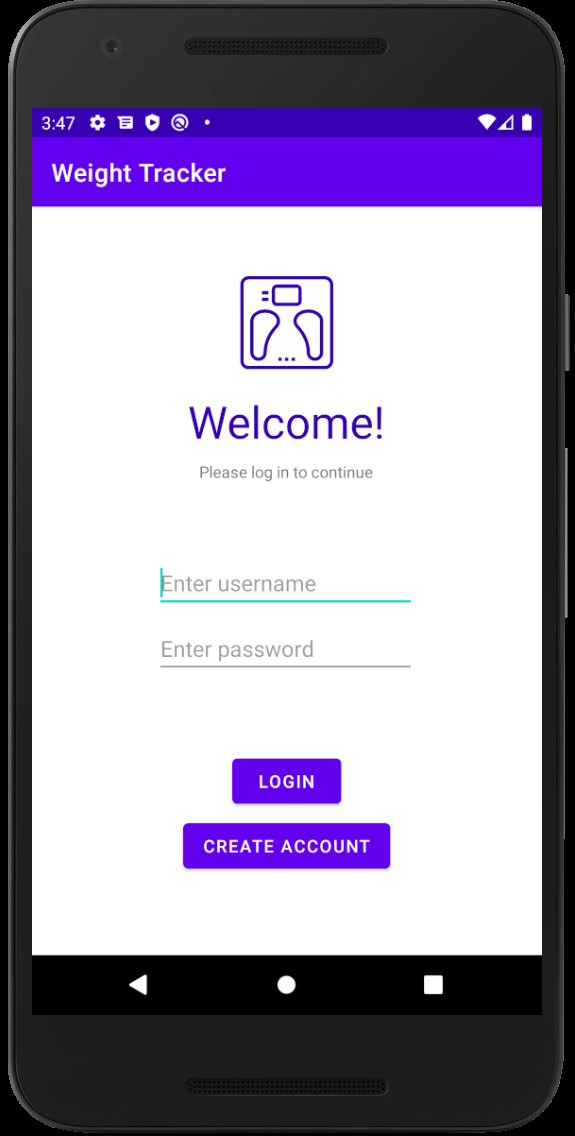 3:47
Weight Tracker
Welcome!
Please log in to continue
Enter username
Enter password
LOGIN
CREATE ACCOUNT